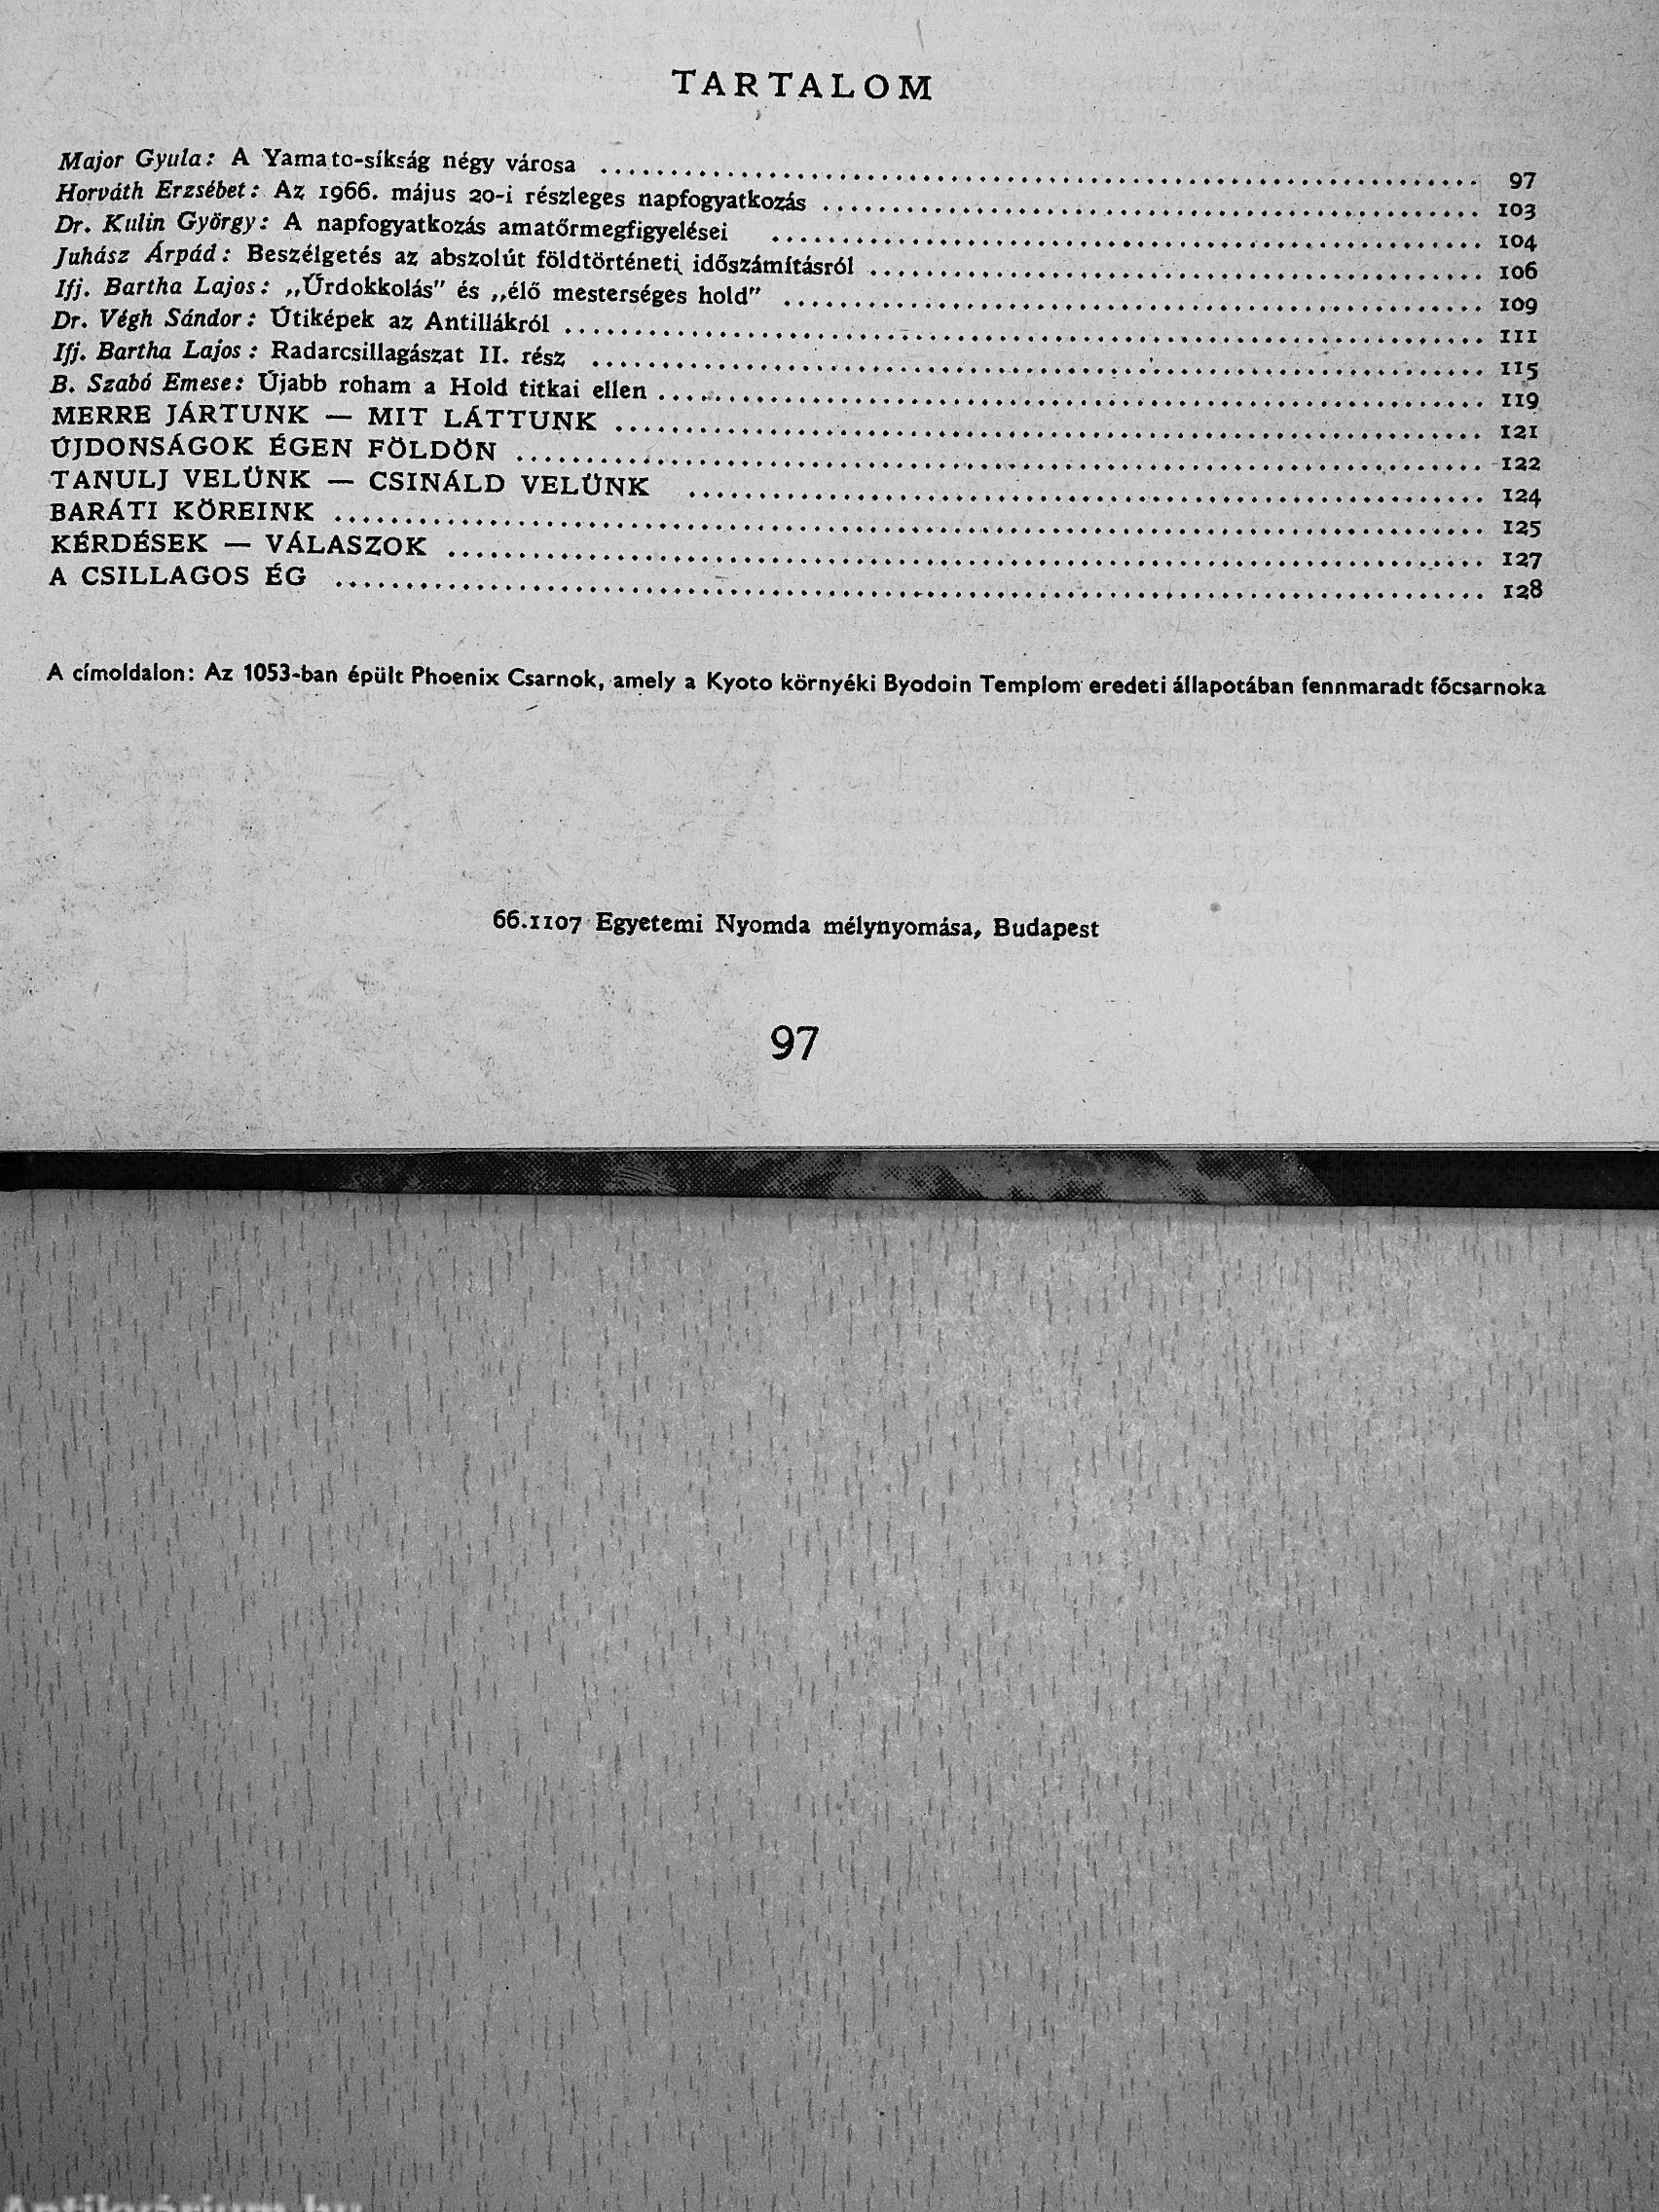 TARTALOM
Major Gyula: A Yamato-síkság négy városa ........ 97
Horváth Erzsébet: Az 1966. május 20-i részleges napfogyatkozás ........ 103
Dr. Kulin György: A napfogyatkozás amatőrmegfigyelései ........ 104
Juhász Árpád: Beszélgetés az abszolút földtörténeti időszámításról ........ 106
Ifj. Bartha Lajos: „Űrdokkolás" és „élő mesterséges hold" ........ 109
Dr. Végh Sándor: Útiképek az Antillákról ........ 111
Ifj. Bartha Lajos: Radarcsillagászat II. rész ........ 115
B. Szabó Emese: Újabb roham a Hold titkai ellen ........ 119
MERRE JÁRTUNK — MIT LÁTTUNK ........ 121
ÚJDONSÁGOK ÉGEN FÖLDÖN ........ 122
TANULJ VELÜNK — CSINÁLD VELÜNK ........ 124
BARÁTI KÖREINK ........ 125
KÉRDÉSEK — VÁLASZOK ........ 127
A CSILLAGOS ÉG ........ 128
A címoldalon: Az 1053-ban épült Phoenix Csarnok, amely a Kyoto környéki Byodoin Templom eredeti állapotában fennmaradt főcsarnoka
66.1107 Egyetemi Nyomda mélynyomása, Budapest
97
Antikvárium.hu